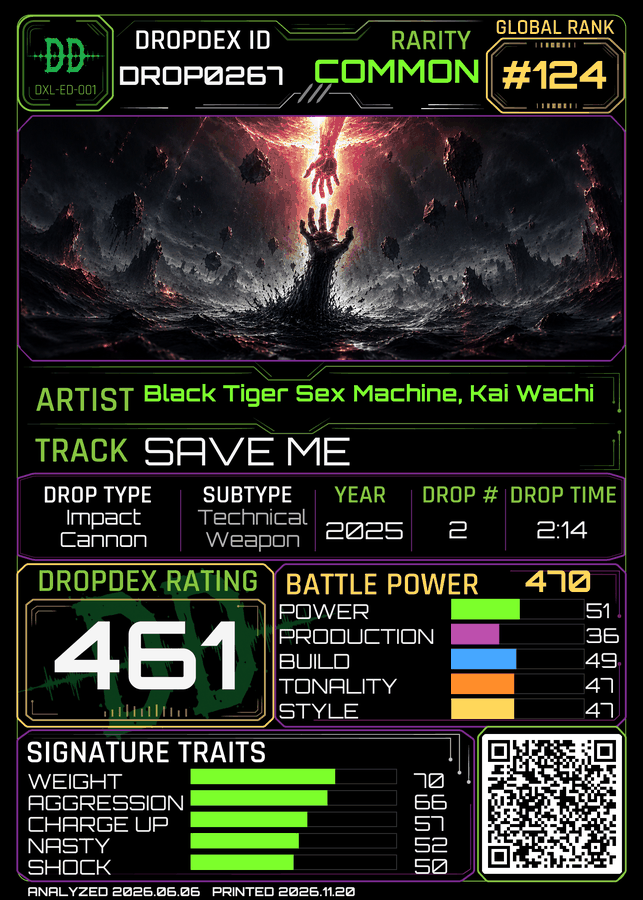 DD
DXL-ED-001
DROPDEX ID
DROP0267
RARITY
COMMON
GLOBAL RANK
#124
ARTIST Black Tiger Sex Machine, Kai Wachi
TRACK SAVE ME
DROP TYPE
Impact
Cannon
SUBTYPE
Technical
Weapon
YEAR
2025
DROP #
2
DROP TIME
2:14
DROPDEX RATING
461
BATTLE POWER 470
POWER 51
PRODUCTION 36
BUILD 49
TONALITY 47
STYLE 47
SIGNATURE TRAITS
WEIGHT 70
AGGRESSION 66
CHARGE UP 57
NASTY 52
SHOCK 50
ANALYZED 2026.06.06 PRINTED 2026.11.20